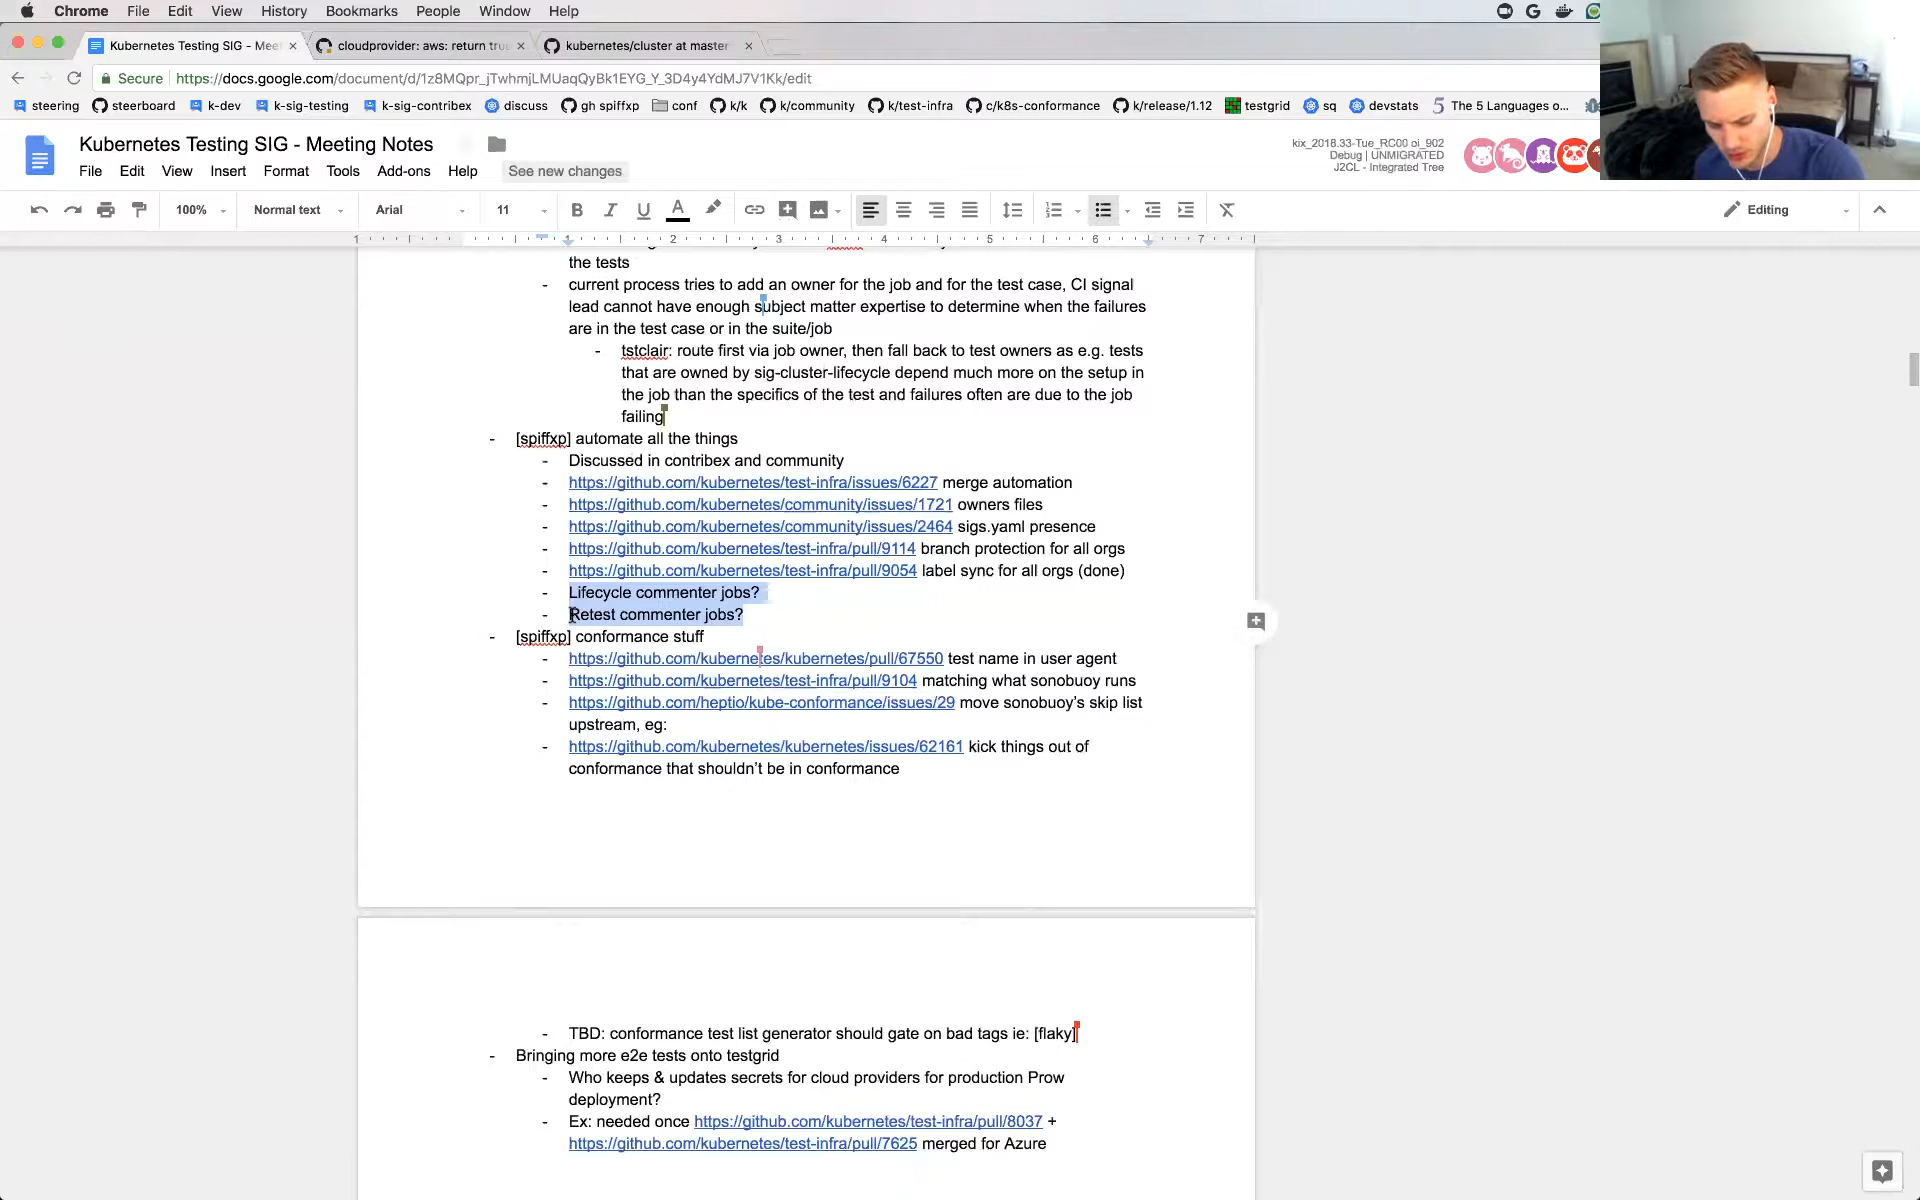 Chrome File Edit View History Bookmarks People Window Help
Kubernetes Testing SIG - Meet
cloudprovider: aws: return tru
kubernetes/cluster at master
Secure https://docs.google.com/document/d/1z8MQpr_jTwhmjLMUaqQyBk1EYG_Y_3D4y4YdMJ7V1Kk/edit
steering steerboard k-dev k-sig-testing k-sig-contribex discuss gh spiffxp conf k/k k/community k/test-infra c/k8s-conformance k/release/1.12 testgrid sq devstats The 5 Languages o...
Kubernetes Testing SIG - Meeting Notes
File Edit View Insert Format Tools Add-ons Help See new changes
kix_2018.33-Tue_RC00 oi_902
Debug | UNMIGRATED
J2CL - Integrated Tree
100% Normal text Arial 11 B I U A Editing
1 1 2 3 4 5 6 7
the tests
- current process tries to add an owner for the job and for the test case, CI signal
lead cannot have enough subject matter expertise to determine when the failures
are in the test case or in the suite/job
- tstclair: route first via job owner, then fall back to test owners as e.g. tests
that are owned by sig-cluster-lifecycle depend much more on the setup in
the job than the specifics of the test and failures often are due to the job
failing
- [spiffxp] automate all the things
- Discussed in contribex and community
- https://github.com/kubernetes/test-infra/issues/6227 merge automation
- https://github.com/kubernetes/community/issues/1721 owners files
- https://github.com/kubernetes/community/issues/2464 sigs.yaml presence
- https://github.com/kubernetes/test-infra/pull/9114 branch protection for all orgs
- https://github.com/kubernetes/test-infra/pull/9054 label sync for all orgs (done)
- Lifecycle commenter jobs?
- Retest commenter jobs?
- [spiffxp] conformance stuff
- https://github.com/kubernetes/kubernetes/pull/67550 test name in user agent
- https://github.com/kubernetes/test-infra/pull/9104 matching what sonobuoy runs
- https://github.com/heptio/kube-conformance/issues/29 move sonobuoy’s skip list
upstream, eg:
- https://github.com/kubernetes/kubernetes/issues/62161 kick things out of
conformance that shouldn’t be in conformance
- TBD: conformance test list generator should gate on bad tags ie: [flaky]
- Bringing more e2e tests onto testgrid
- Who keeps & updates secrets for cloud providers for production Prow
deployment?
- Ex: needed once https://github.com/kubernetes/test-infra/pull/8037 +
https://github.com/kubernetes/test-infra/pull/7625 merged for Azure